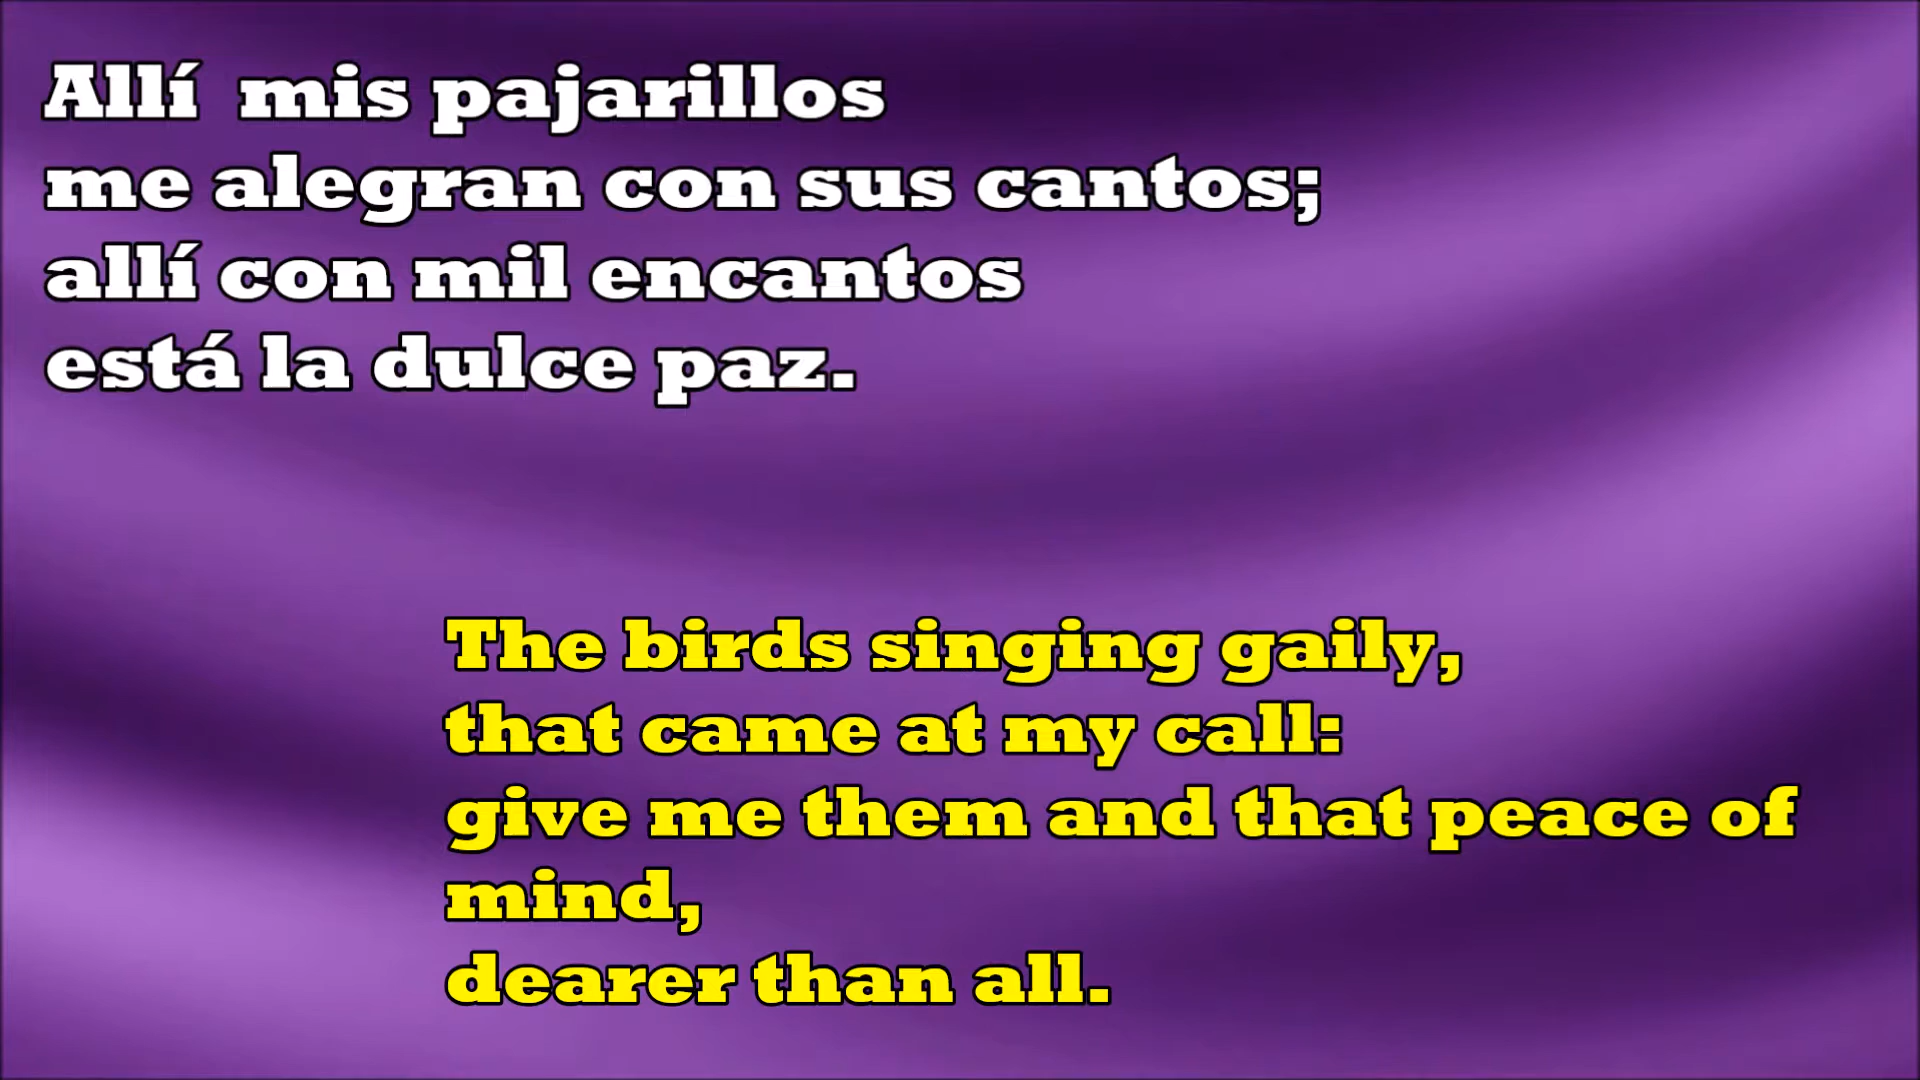 Allí mis pajarillos
me alegran con sus cantos;
allí con mil encantos
está la dulce paz.
The birds singing gaily,
that came at my call:
give me them and that peace of
mind,
dearer than all.